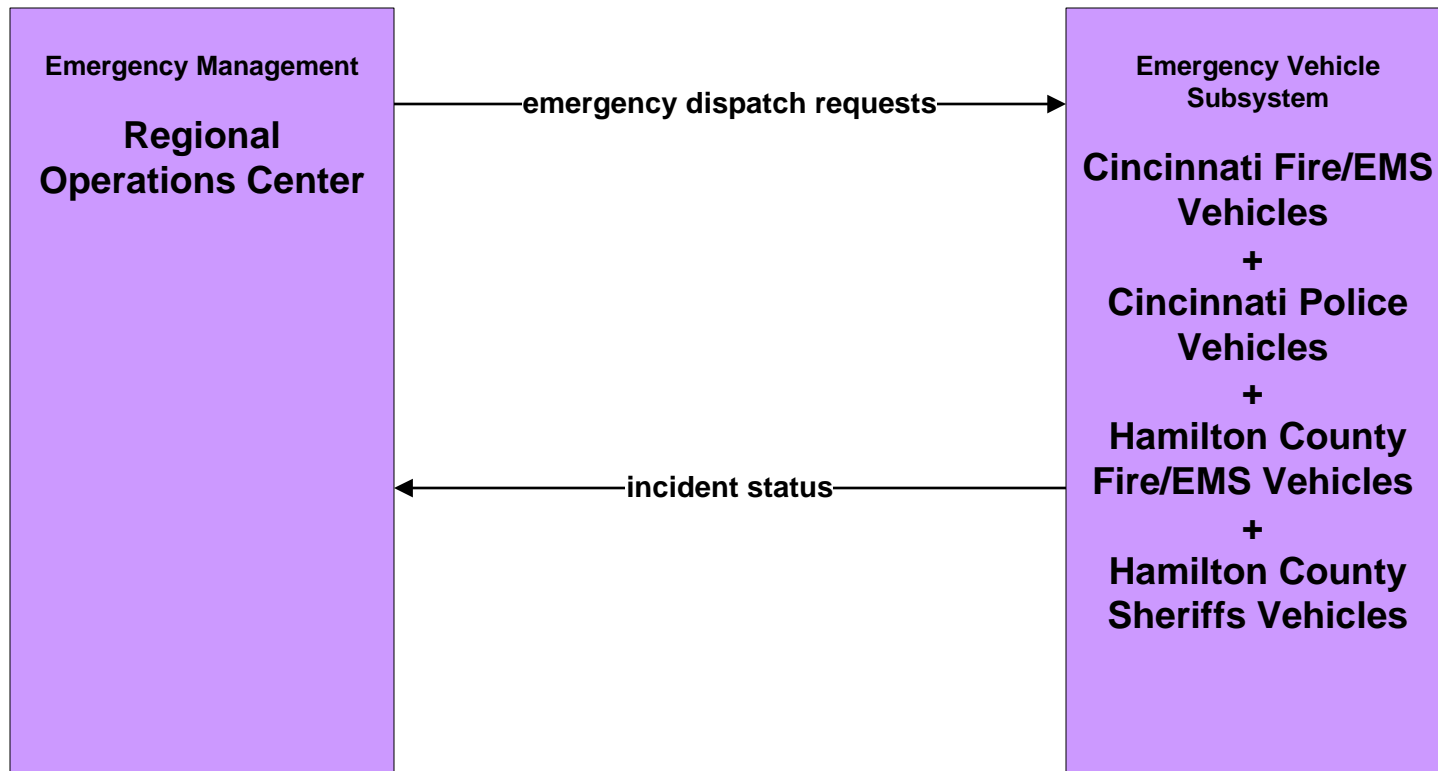 Emergency Management
Regional
Operations Center
emergency dispatch requests
incident status
Emergency Vehicle
Subsystem
Cincinnati Fire/EMS
Vehicles
+
Cincinnati Police
Vehicles
+
Hamilton County
Fire/EMS Vehicles
+
Hamilton County
Sheriffs Vehicles